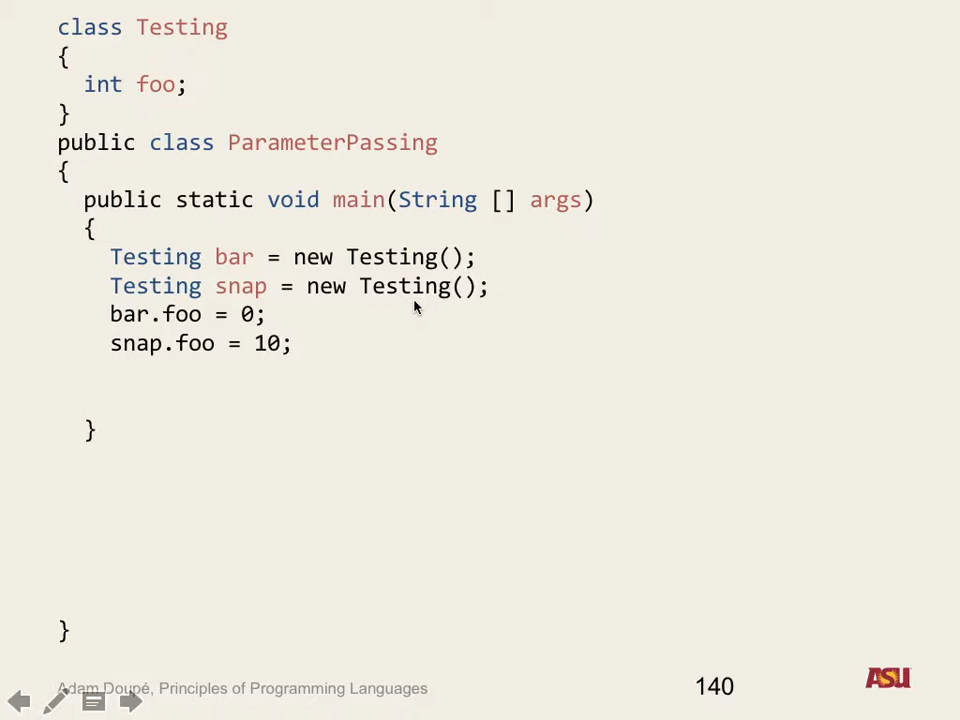 class Testing
{
int foo;
}
public class ParameterPassing
{
public static void main(String [] args)
{
Testing bar = new Testing();
Testing snap = new Testing();
bar.foo = 0;
snap.foo = 10;
}
}
Adam Doupé, Principles of Programming Languages
140
ASU